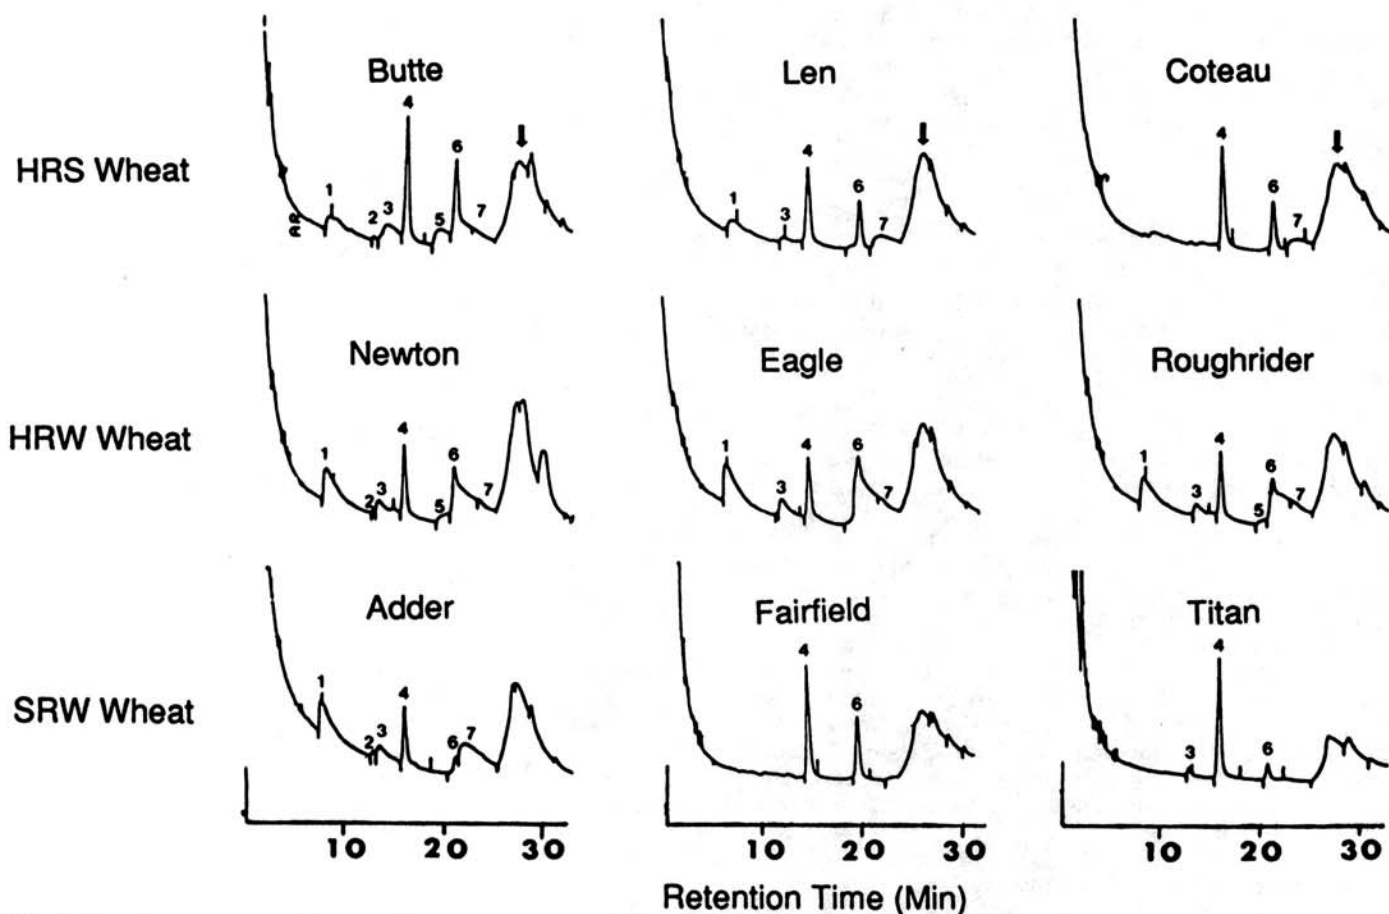 Butte Len Coteau
HRS Wheat
1 2 3 4 5 6 7
1 3 4 6 7
4 6 7
Newton Eagle Roughrider
HRW Wheat
1 2 3 4 5 6 7
1 3 4 6 7
1 3 4 5 6 7
Adder Fairfield Titan
SRW Wheat
1 2 3 4 6 7
4 6
3 4 6
10 20 30 10 20 30 10 20 30
Retention Time (Min)